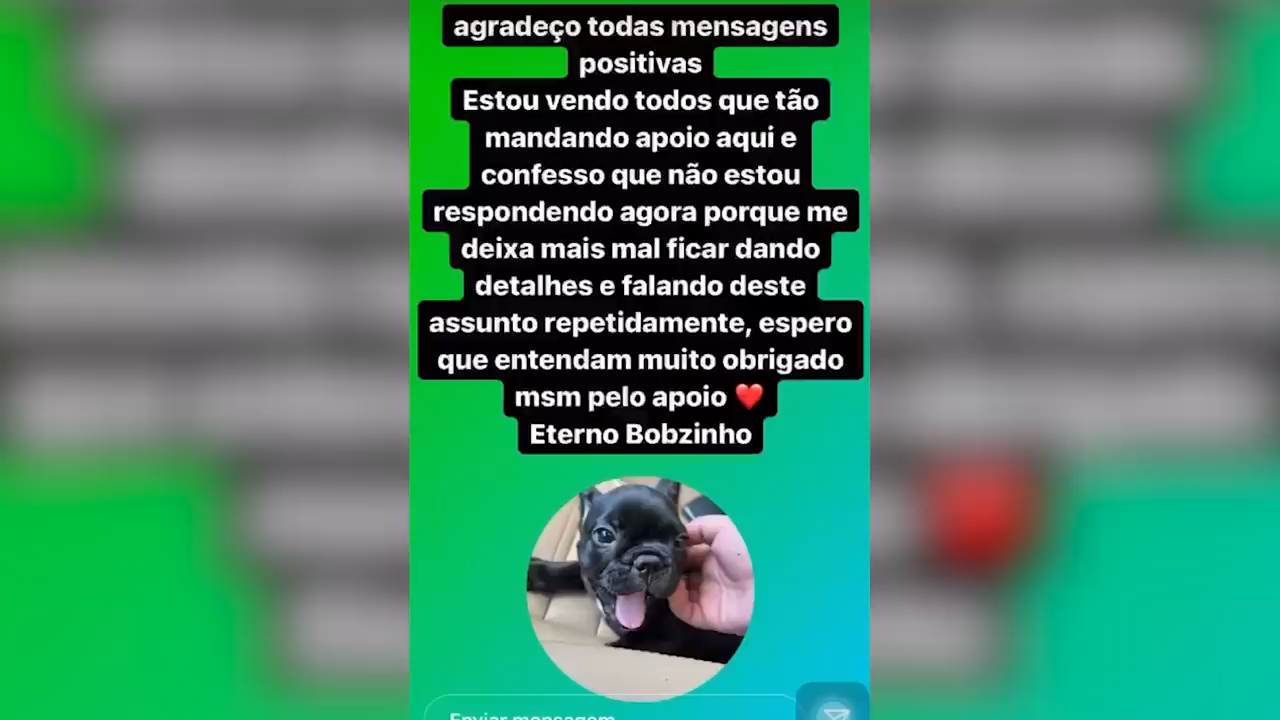 agradeço todas mensagens
positivas
Estou vendo todos que tão
mandando apoio aqui e
confesso que não estou
respondendo agora porque me
deixa mais mal ficar dando
detalhes e falando deste
assunto repetidamente, espero
que entendam muito obrigado
msm pelo apoio ❤️
Eterno Bobzinho
Enviar mensagem